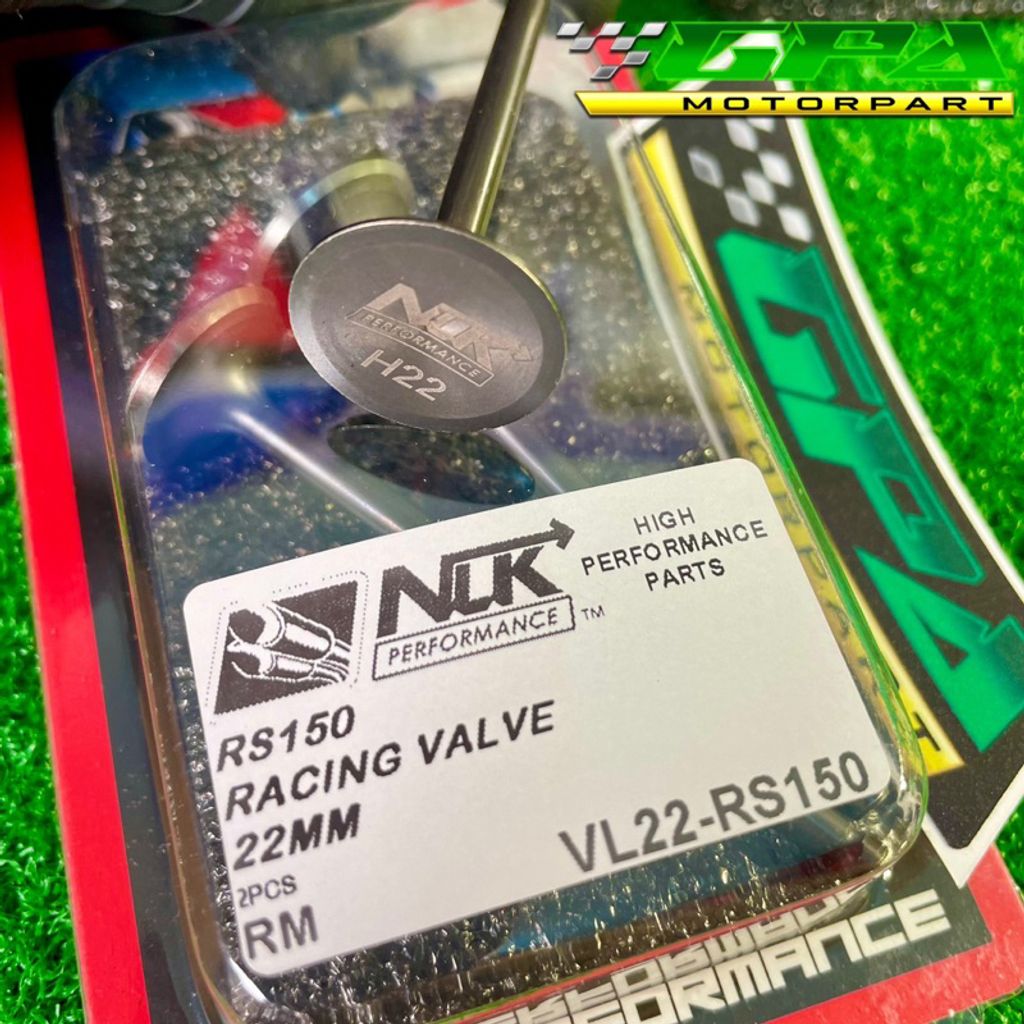 GPA
MOTORPART
NLK
PERFORMANCE
H22
GPA
NLK
PERFORMANCE ™
HIGH
PERFORMANCE
PARTS
RS150
RACING VALVE
22MM
VL22-RS150
2PCS
RM